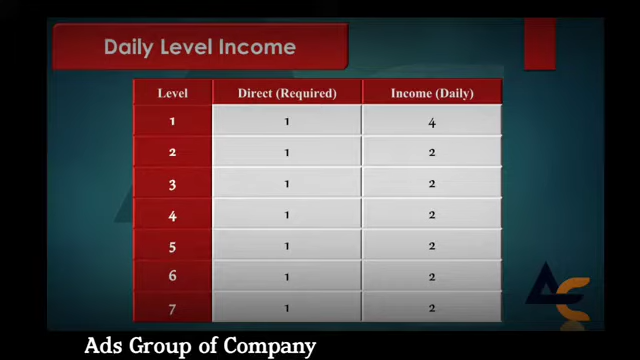 Daily Level Income
Level Direct (Required) Income (Daily)
1 1 4
2 1 2
3 1 2
4 1 2
5 1 2
6 1 2
7 1 2
Ads Group of Company